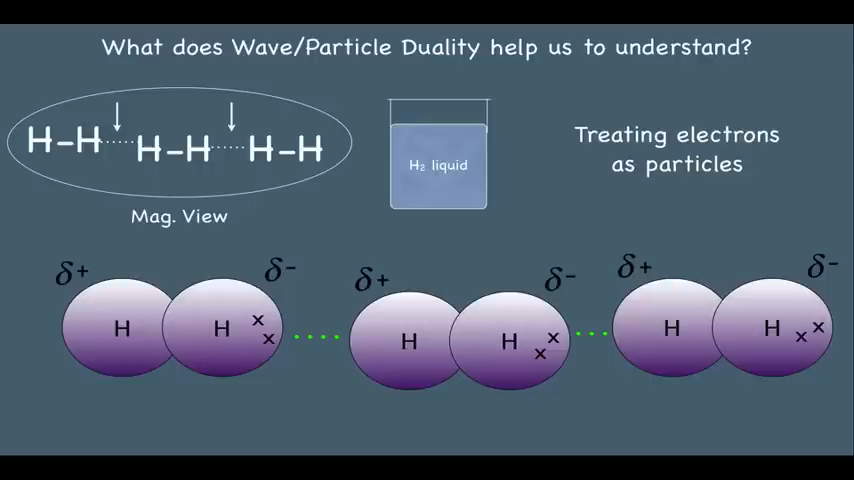 What does Wave/Particle Duality help us to understand?
H-H......H-H......H-H
Mag. View
H₂ liquid
Treating electrons
as particles
δ+ δ- δ+ δ- δ+ δ-
H H x x .... H H x x ... H H x x